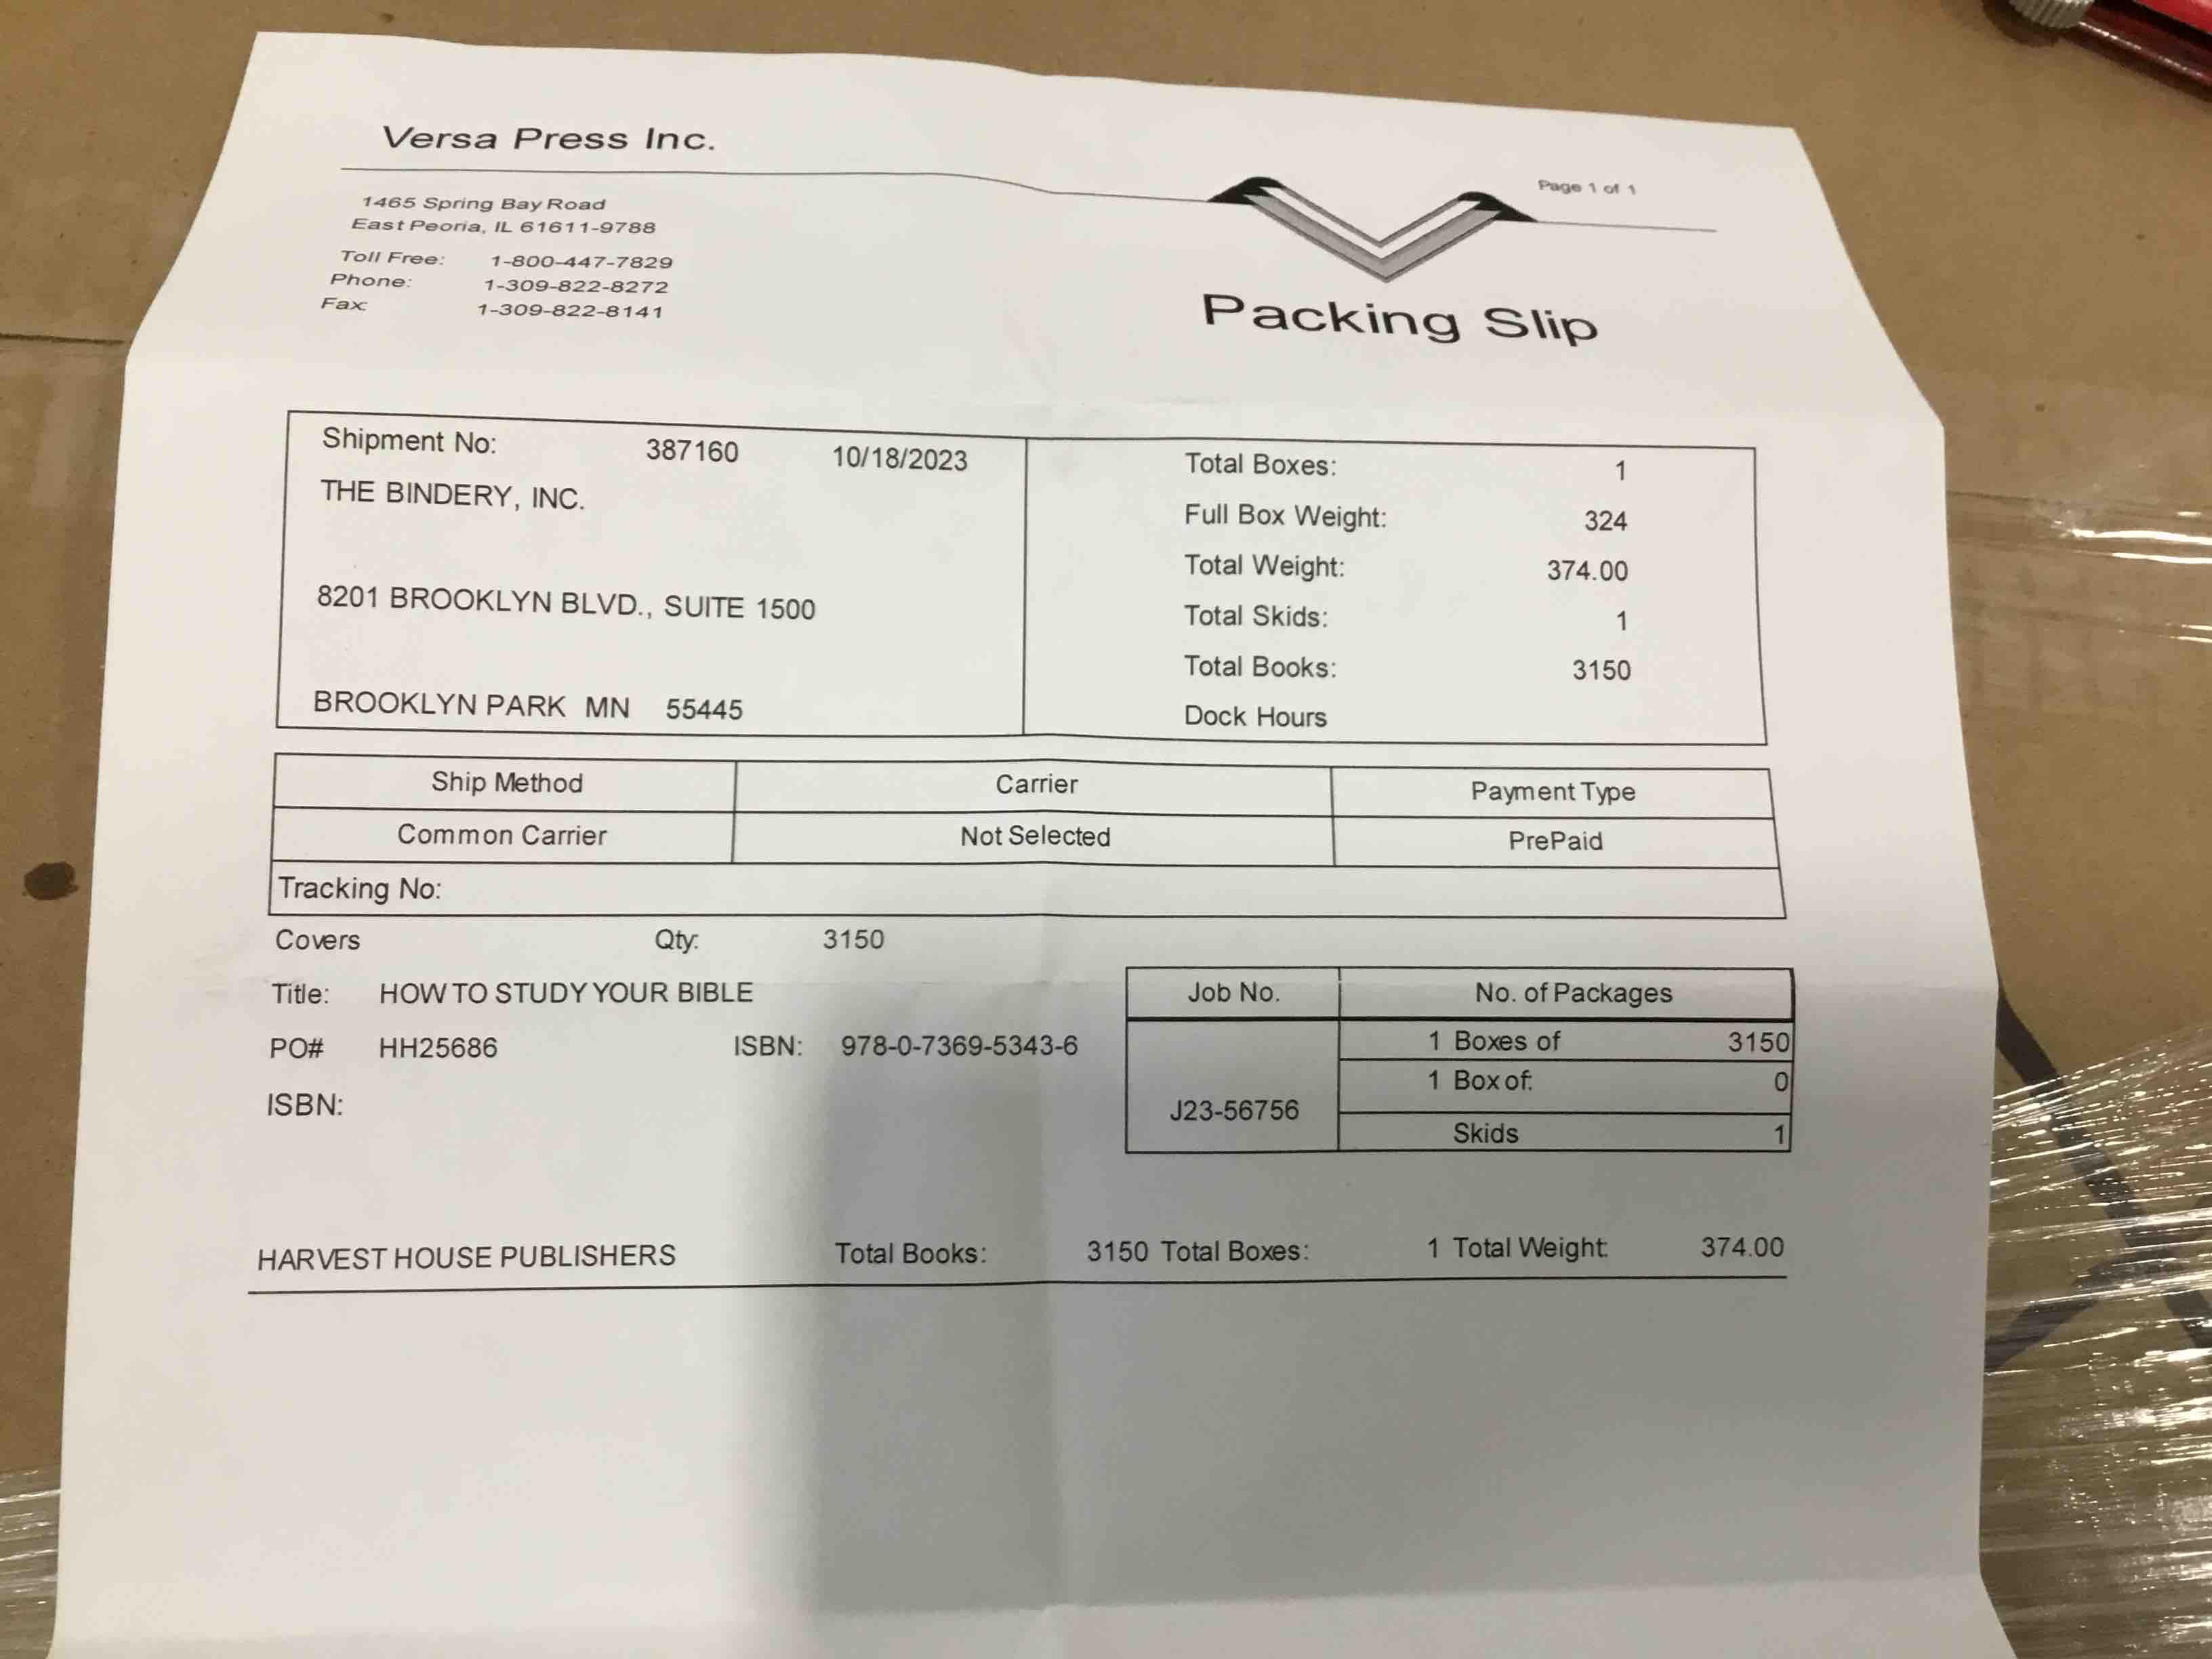 Versa Press Inc.
Page 1 of 1
1465 Spring Bay Road
East Peoria, IL 61611-9788
Toll Free: 1-800-447-7829
Phone: 1-309-822-8272
Fax: 1-309-822-8141
Packing Slip
Shipment No: 387160 10/18/2023
THE BINDERY, INC.
8201 BROOKLYN BLVD., SUITE 1500
BROOKLYN PARK MN 55445
Total Boxes: 1
Full Box Weight: 324
Total Weight: 374.00
Total Skids: 1
Total Books: 3150
Dock Hours
Ship Method Carrier Payment Type
Common Carrier Not Selected PrePaid
Tracking No:
Covers Qty: 3150
Title: HOW TO STUDY YOUR BIBLE
PO# HH25686 ISBN: 978-0-7369-5343-6
ISBN:
Job No. No. of Packages
1 Boxes of 3150
1 Box of: 0
J23-56756
Skids 1
HARVEST HOUSE PUBLISHERS Total Books: 3150 Total Boxes: 1 Total Weight: 374.00